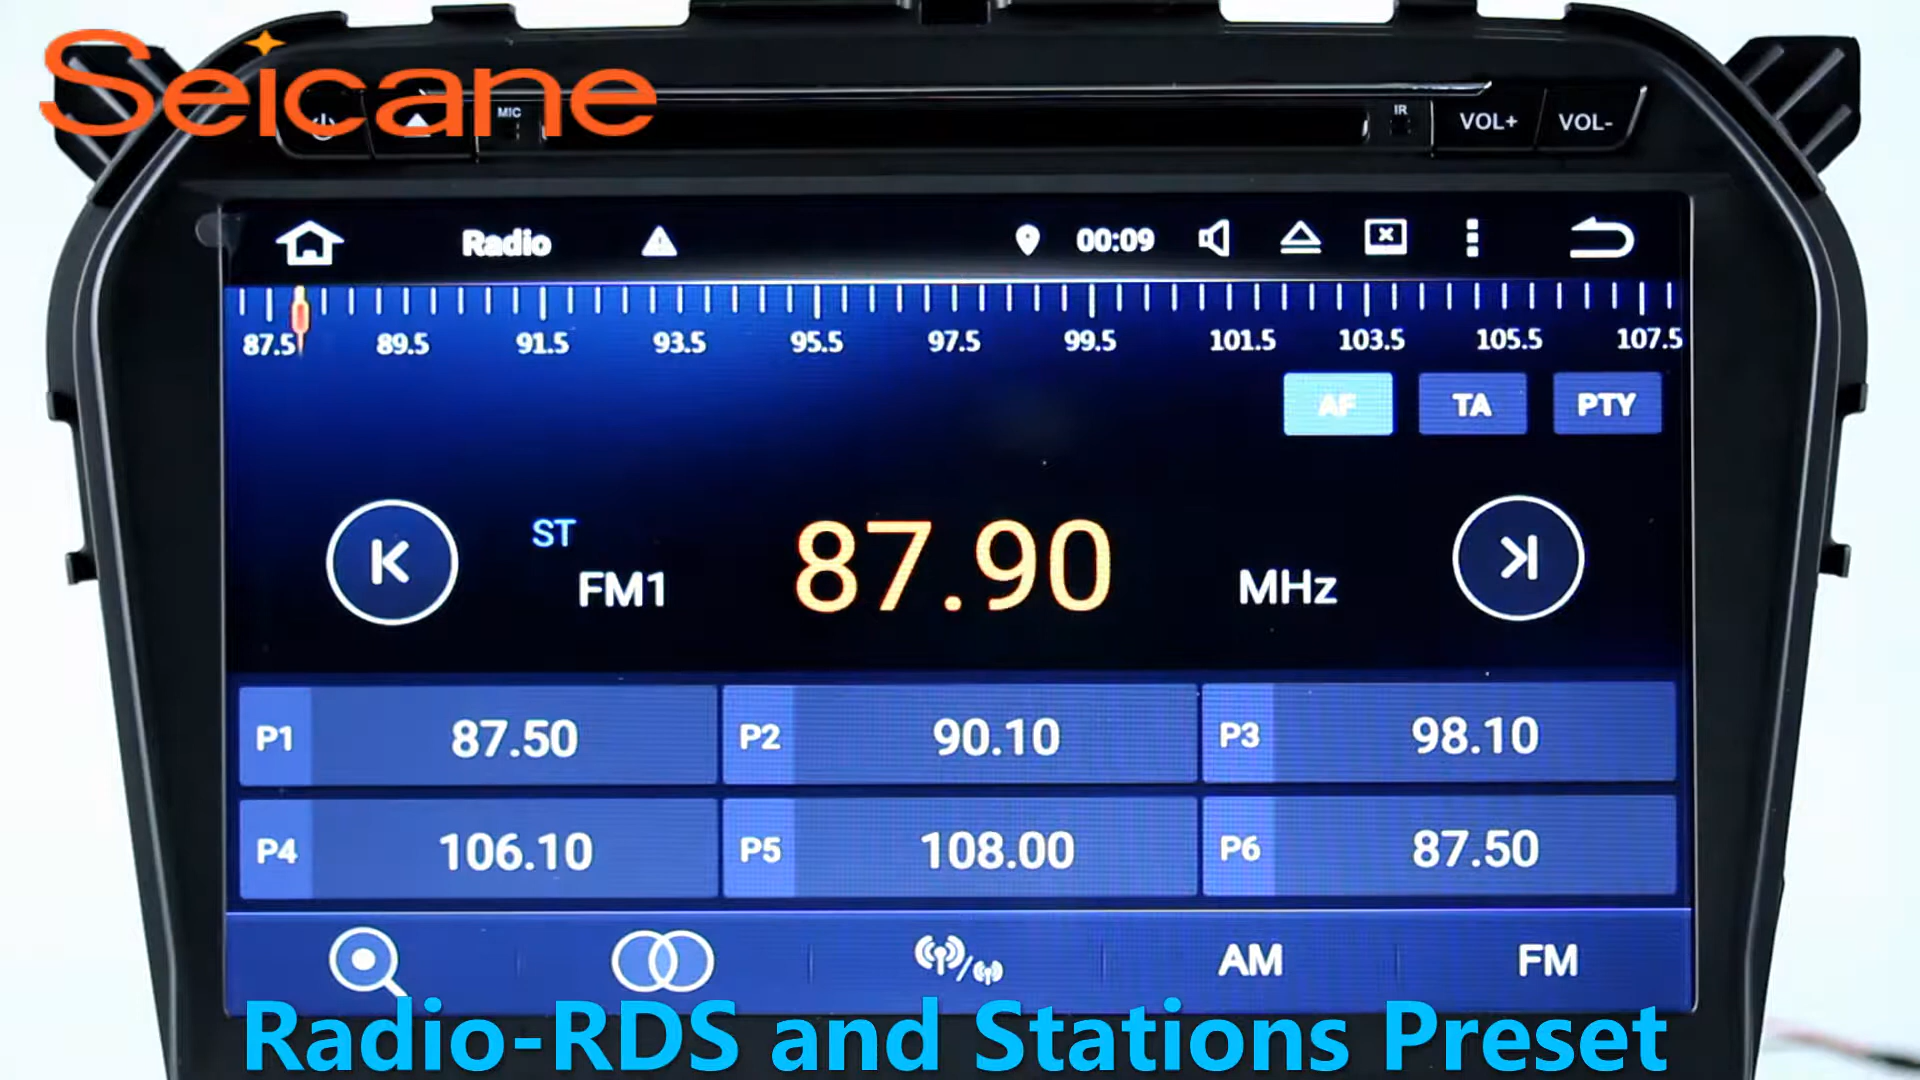 Seicane
MIC
IR
VOL+
VOL-
Radio
00:09
87.5 89.5 91.5 93.5 95.5 97.5 99.5 101.5 103.5 105.5 107.5
AF TA PTY
ST
FM1 87.90 MHz
P1 87.50 P2 90.10 P3 98.10
P4 106.10 P5 108.00 P6 87.50
AM FM
Radio-RDS and Stations Preset